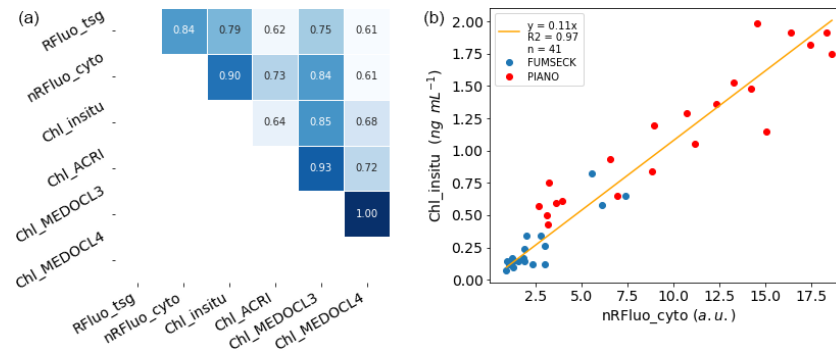 (a)
RFluo_tsg
0.84 0.79 0.62 0.75 0.61
nRFluo_cyto
0.90 0.73 0.84 0.61
Chl_insitu
0.64 0.85 0.68
Chl_ACRI
0.93 0.72
Chl_MEDOCL3
1.00
Chl_MEDOCL4
RFluo_tsg
nRFluo_cyto
Chl_insitu
Chl_ACRI
Chl_MEDOCL3
Chl_MEDOCL4
(b)
y = 0.11x
R2 = 0.97
n = 41
FUMSECK
PIANO
Chl_insitu (ng mL⁻¹)
2.00
1.75
1.50
1.25
1.00
0.75
0.50
0.25
0.00
2.5 5.0 7.5 10.0 12.5 15.0 17.5
nRFluo_cyto (a.u.)